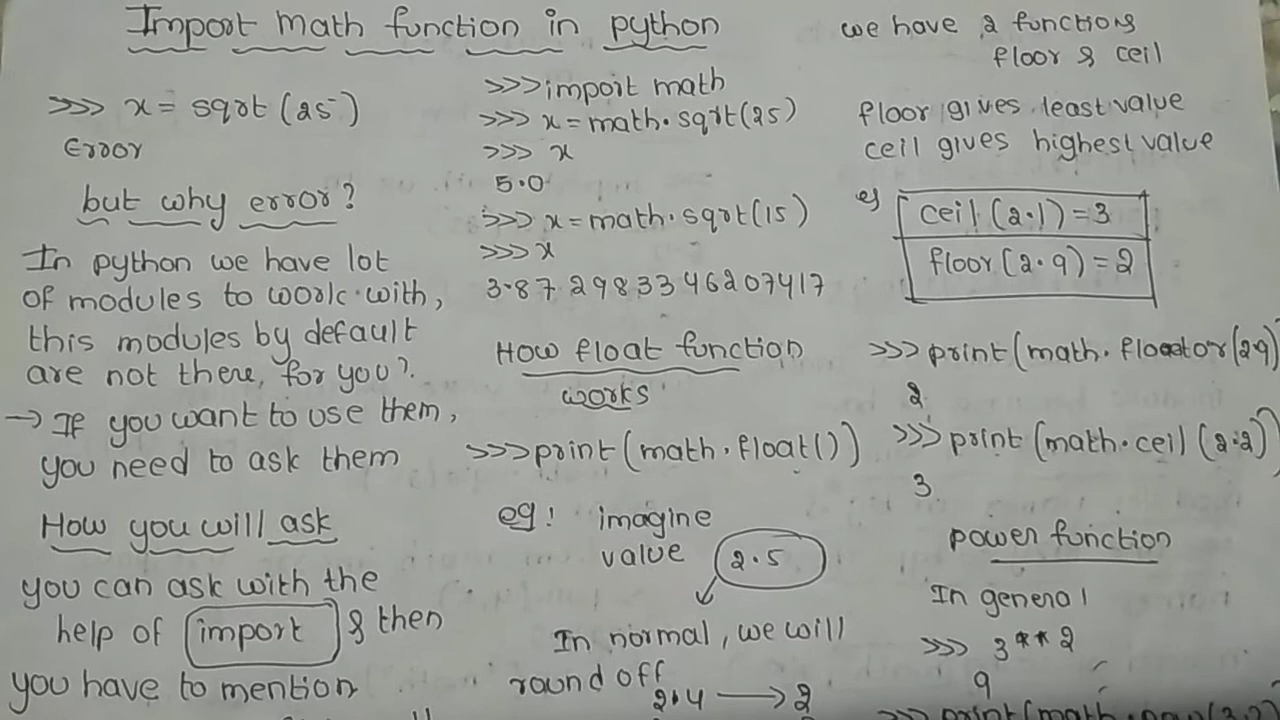 Import math function in python
>>> x = sqrt (25)
Error
but why error?
In python we have lot
of modules to work with,
this modules by default
are not there, for you?.
→ If you want to use them,
you need to ask them
How you will ask
you can ask with the
help of import & then
you have to mention
>>> import math
>>> x = math.sqrt(25)
>>> x
5.0
>>> x = math.sqrt(15)
>>> x
3.872983346207417
How float function
works
>>> print(math.float())
eg: imagine
value 2.5
In normal, we will
round off
2.4 → 2
we have 2 functions
floor & ceil
floor gives least value
ceil gives highest value
eg
ceil (2.1) = 3
floor (2.9) = 2
>>> print(math.floor(2.9)
2
>>> print(math.ceil(2.2))
3
power function
In general
>>> 3**2
9
>>> print(math.